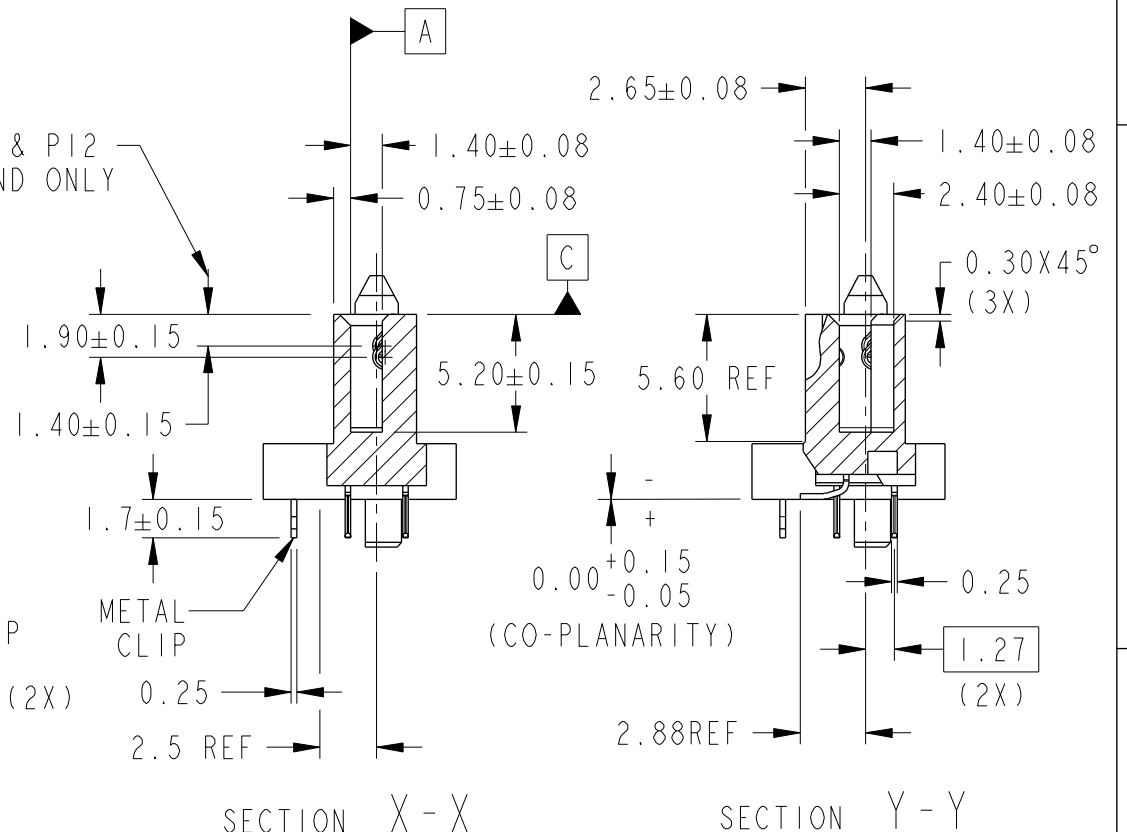 A
2.65±0.08
& P12
ND ONLY
1.40±0.08
0.75±0.08
1.40±0.08
2.40±0.08
C
0.30X45°
(3X)
1.90±0.15
5.20±0.15
5.60 REF
1.40±0.15
1.7±0.15
-
+
0.00 +0.15
-0.05
(CO-PLANARITY)
0.25
METAL
CLIP
P
(2X)
0.25
1.27
(2X)
2.5 REF
2.88REF
SECTION X-X
SECTION Y-Y